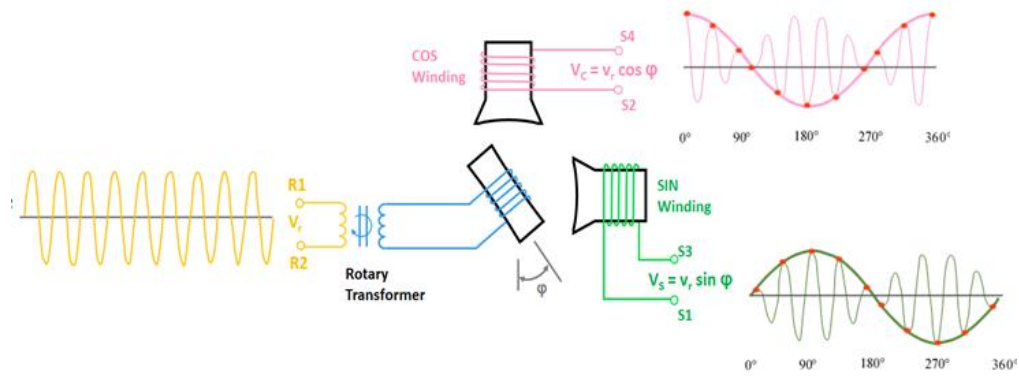 COS
Winding
S4
V_C = v_r cos φ
S2
0° 90° 180° 270° 360°
R1
V_r
R2
Rotary
Transformer
φ
SIN
Winding
S3
V_S = v_r sin φ
S1
0° 90° 180° 270° 360°